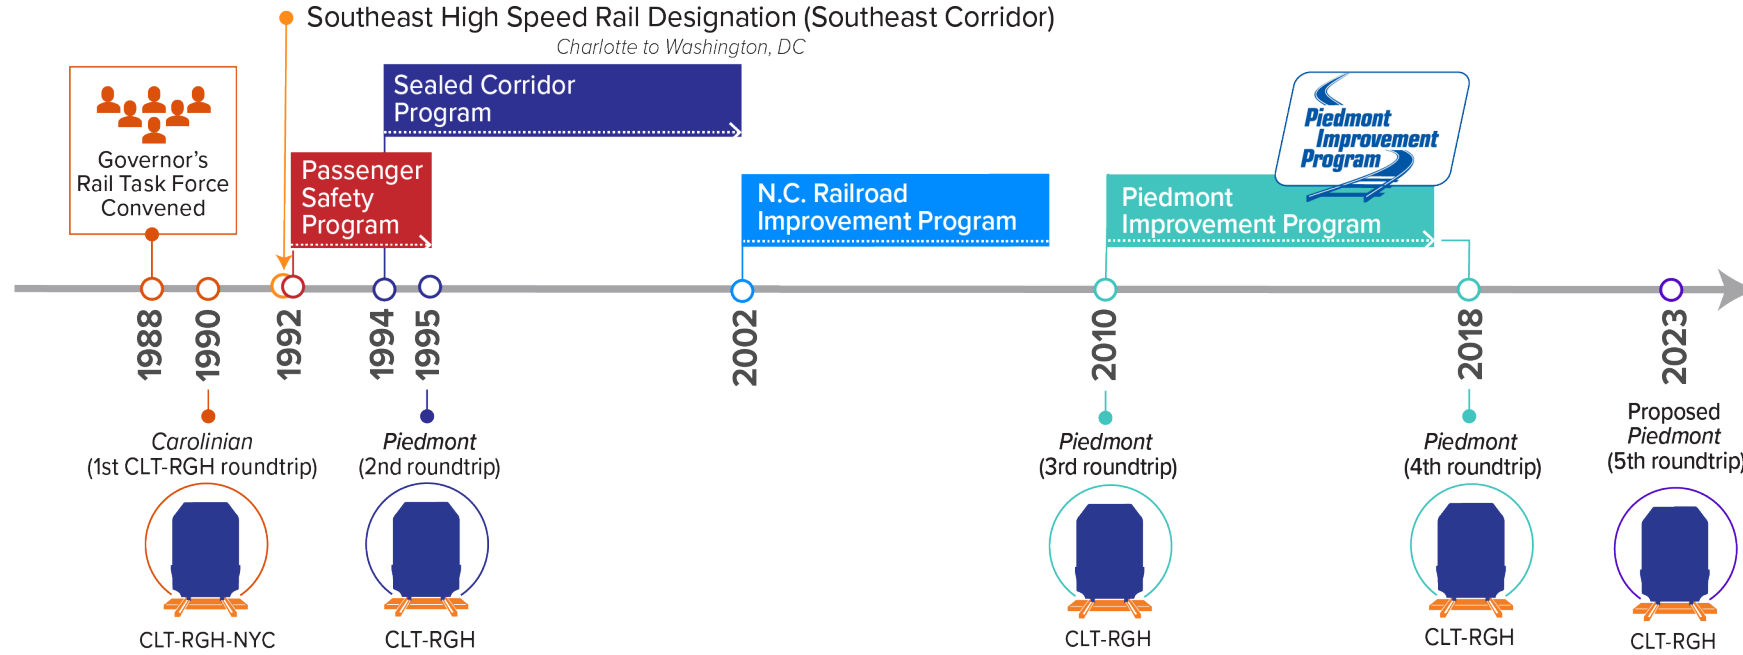 Southeast High Speed Rail Designation (Southeast Corridor)
Charlotte to Washington, DC
Governor's
Rail Task Force
Convened
Passenger
Safety
Program
Sealed Corridor
Program
N.C. Railroad
Improvement Program
Piedmont
Improvement Program
Piedmont
Improvement
Program
1988
1990
1992
1994
1995
2002
2010
2018
2023
Carolinian
(1st CLT-RGH roundtrip)
CLT-RGH-NYC
Piedmont
(2nd roundtrip)
CLT-RGH
Piedmont
(3rd roundtrip)
CLT-RGH
Piedmont
(4th roundtrip)
CLT-RGH
Proposed
Piedmont
(5th roundtrip)
CLT-RGH